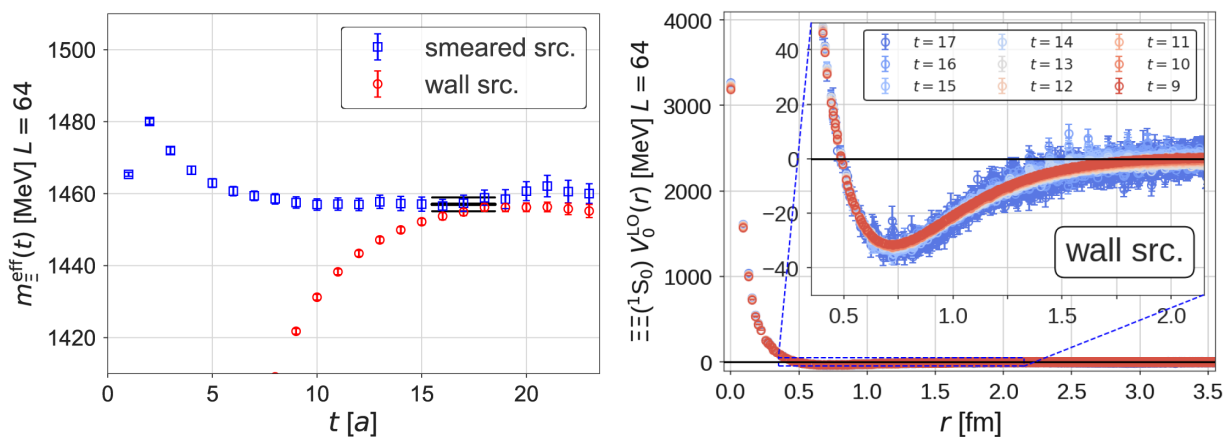 1500
1480
1460
1440
1420
m_Ξ^eff(t) [MeV] L = 64
smeared src.
wall src.
0 5 10 15 20
t [a]
4000
3000
2000
1000
0
ΞΞ(¹S₀) V₀^LO(r) [MeV] L = 64
40
20
0
−20
−40
t = 17 t = 14 t = 11
t = 16 t = 13 t = 10
t = 15 t = 12 t = 9
wall src.
0.5 1.0 1.5 2.0
0.0 0.5 1.0 1.5 2.0 2.5 3.0 3.5
r [fm]